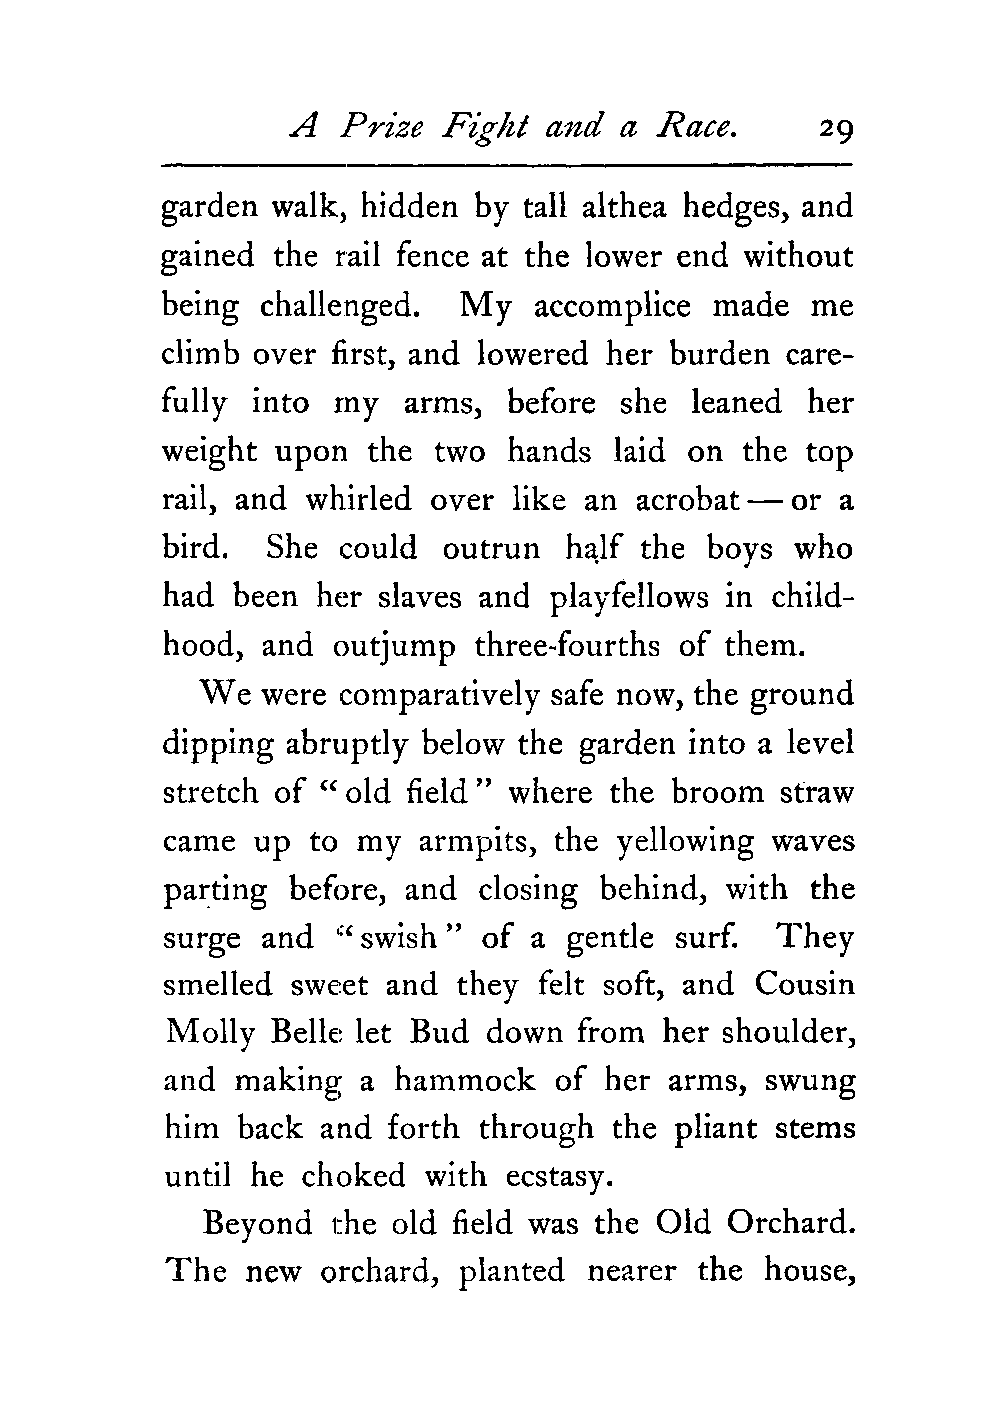 A Prize Fight and a Race. 29
garden walk, hidden by tall althea hedges, and
gained the rail fence at the lower end without
being challenged. My accomplice made me
climb over first, and lowered her burden care-
fully into my arms, before she leaned her
weight upon the two hands laid on the top
rail, and whirled over like an acrobat — or a
bird. She could outrun half the boys who
had been her slaves and playfellows in child-
hood, and outjump three-fourths of them.
We were comparatively safe now, the ground
dipping abruptly below the garden into a level
stretch of “old field” where the broom straw
came up to my armpits, the yellowing waves
parting before, and closing behind, with the
surge and “swish” of a gentle surf. They
smelled sweet and they felt soft, and Cousin
Molly Belle let Bud down from her shoulder,
and making a hammock of her arms, swung
him back and forth through the pliant stems
until he choked with ecstasy.
Beyond the old field was the Old Orchard.
The new orchard, planted nearer the house,